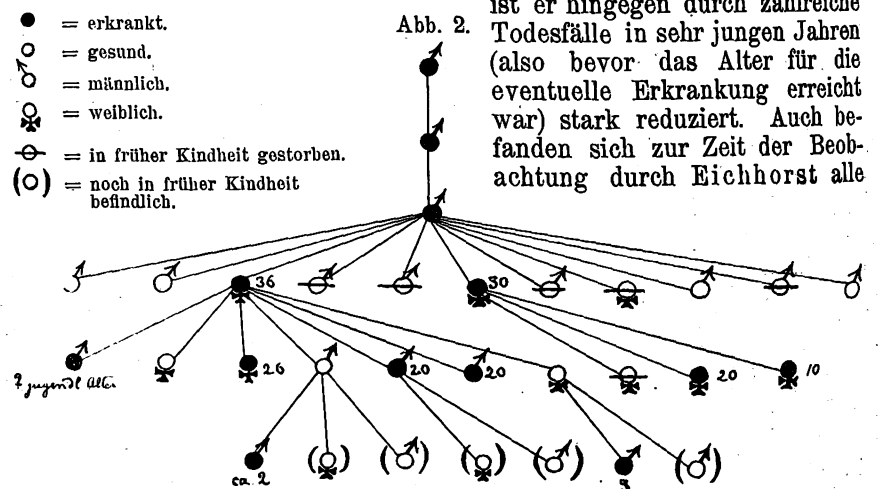 = erkrankt.
= gesund.
= männlich.
= weiblich.
= in früher Kindheit gestorben.
= noch in früher Kindheit
befindlich.
Abb. 2.
ist er hingegen durch zahlreiche
Todesfälle in sehr jungen Jahren
(also bevor das Alter für die
eventuelle Erkrankung erreicht
war) stark reduziert. Auch be-
fanden sich zur Zeit der Beob-
achtung durch Eichhorst alle
36
30
? jugendl. Alter
26
20
20
20
10
ca. 2